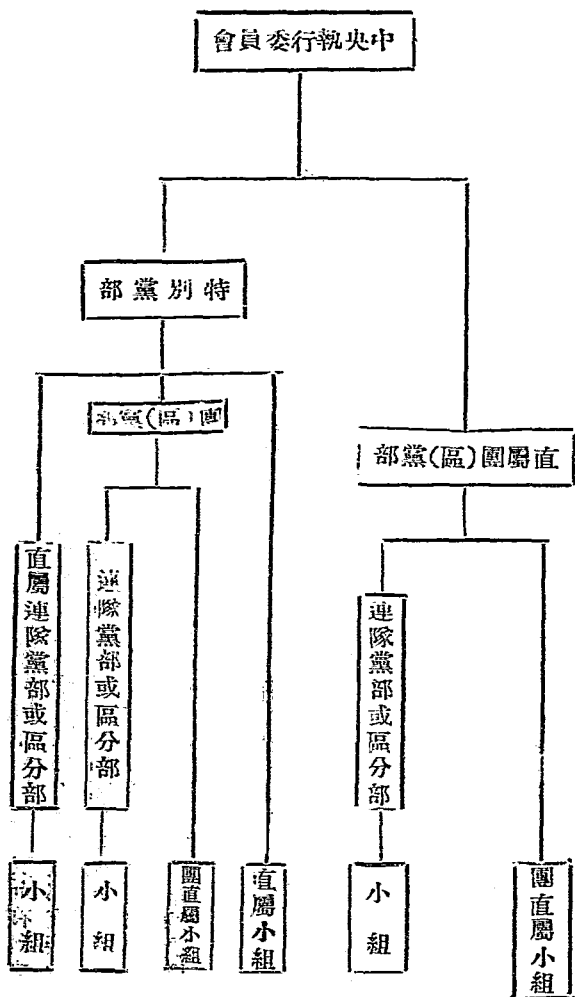 中央執行委員會
特別黨部
團(區)黨部
直屬團(區)黨部
直屬連隊黨部或區分部
連隊黨部或區分部
連隊黨部或區分部
小組
小組
團直屬小組
直屬小組
小組
團直屬小組